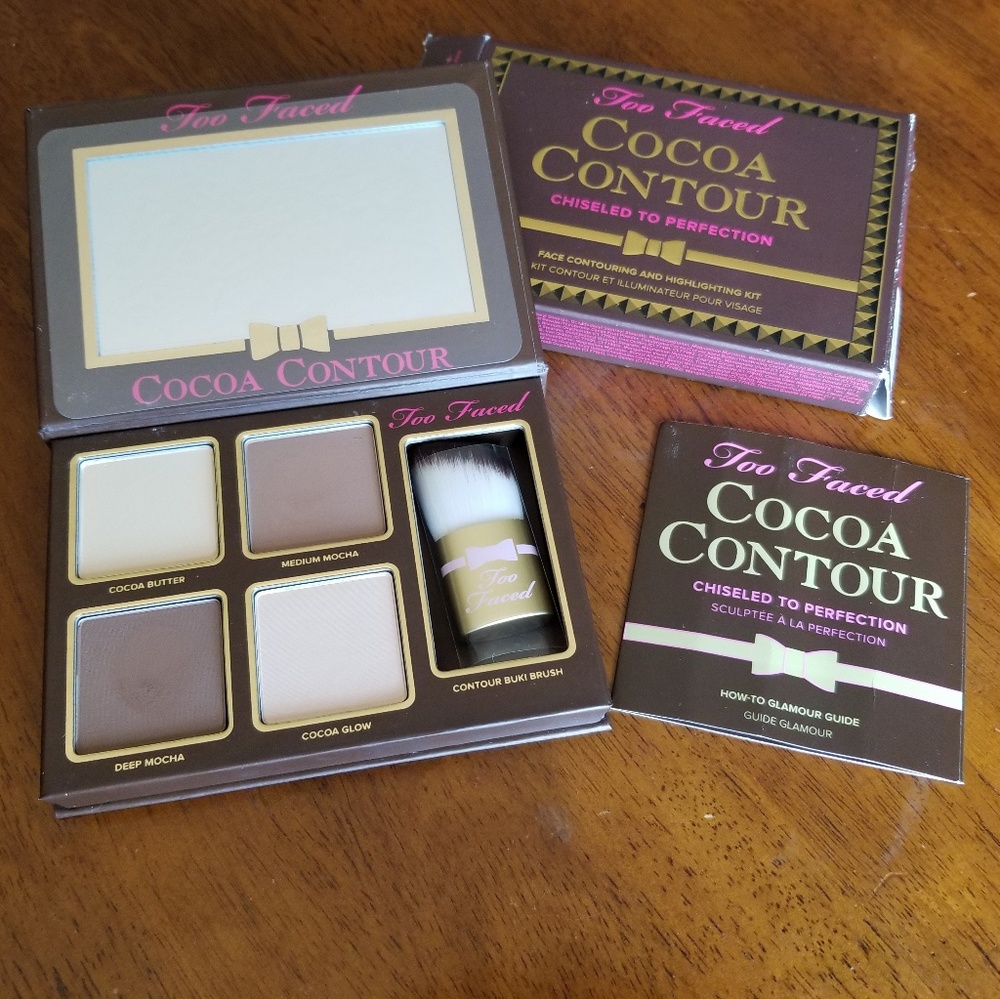 Too Faced
COCOA CONTOUR
Too Faced
COCOA BUTTER
MEDIUM MOCHA
DEEP MOCHA
COCOA GLOW
Too
Faced
CONTOUR BUKI BRUSH
Too Faced
COCOA
CONTOUR
CHISELED TO PERFECTION
FACE CONTOURING AND HIGHLIGHTING KIT
KIT CONTOUR ET ILLUMINATEUR POUR VISAGE
Too Faced
COCOA
CONTOUR
CHISELED TO PERFECTION
SCULPTÉE À LA PERFECTION
HOW-TO GLAMOUR GUIDE
GUIDE GLAMOUR